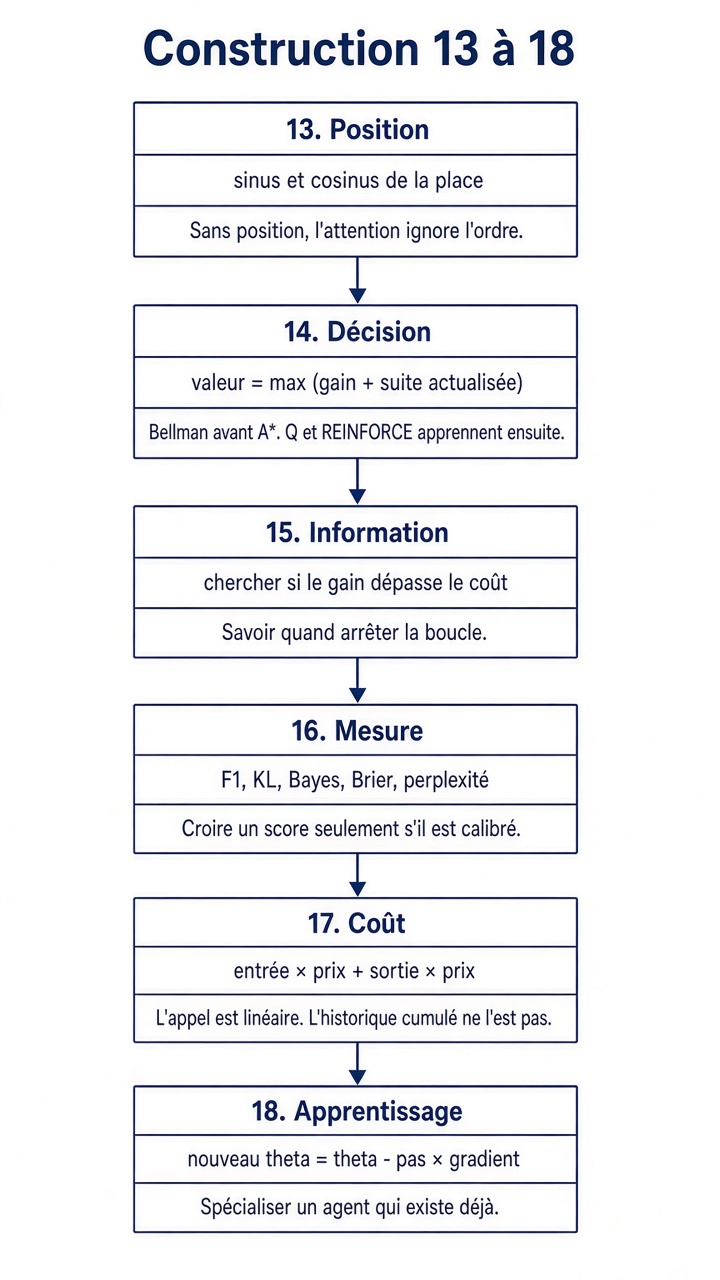 Construction 13 à 18
13. Position
sinus et cosinus de la place
Sans position, l'attention ignore l'ordre.
14. Décision
valeur = max (gain + suite actualisée)
Bellman avant A*. Q et REINFORCE apprennent ensuite.
15. Information
chercher si le gain dépasse le coût
Savoir quand arrêter la boucle.
16. Mesure
F1, KL, Bayes, Brier, perplexité
Croire un score seulement s'il est calibré.
17. Coût
entrée × prix + sortie × prix
L'appel est linéaire. L'historique cumulé ne l'est pas.
18. Apprentissage
nouveau theta = theta - pas × gradient
Spécialiser un agent qui existe déjà.